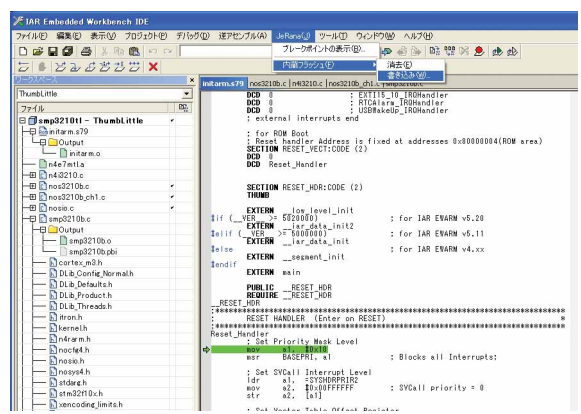 IAR Embedded Workbench IDE
ファイル(F) 編集(E) 表示(V) プロジェクト(P) デバッグ(D) 逆アセンブル(A) JeRana(J) ツール(T) ウィンドウ(W) ヘルプ(H)
ブレークポイントの表示(B)...
内蔵フラッシュ(F)
消去(E)
書き込み(W)...
ワークスペース
ThumbLittle
ファイル
smp3210tl - ThumbLittle
initarm.s79
Output
initarm.o
n4e7mtl.a
n4i3210.c
nos3210b.c
nos3210b_ch1.c
nosio.c
smp3210b.c
Output
smp3210b.o
smp3210b.pbi
cortex_m3.h
DLib_Config_Normal.h
DLib_Defaults.h
DLib_Product.h
DLib_Threads.h
itron.h
kernel.h
n4rarm.h
nocfg4.h
nosio.h
nosys4.h
stdarg.h
stm32f10x.h
xencoding_limits.h
initarm.s79 nos3210b.c n4i3210.c nos3210b_ch1.c smp3210b.c
DCD 0 ; EXTI15_10_IRQHandler
DCD 0 ; RTCAlarm_IRQHandler
DCD 0 ; USBWakeUp_IRQHandler
; external interrupts end
; for ROM Boot
; Reset handler Address is fixed at addresses 0x80000004(ROM area)
SECTION RESET_VECT:CODE (2)
DCD 0
DCD Reset_Handler
SECTION RESET_HDR:CODE (2)
THUMB
EXTERN __low_level_init
#if (__VER__ >= 5020000) ; for IAR EWARM v5.20
EXTERN __iar_data_init2
#elif (__VER__ >= 5000000) ; for IAR EWARM v5.11
EXTERN __iar_data_init
#else ; for IAR EWARM v4.xx
EXTERN __segment_init
#endif
EXTERN main
PUBLIC __RESET_HDR
REQUIRE __RESET_HDR
__RESET_HDR
; RESET HANDLER (Enter on RESET) *
Reset_Handler
; Set Priority Mask Level
mov a1, #0x10
msr BASEPRI, a1 ; Blocks all Interrupts;
; Set SVCall Interrupt Level
ldr a1, =SYSHDRPRIR2
mov a2, #0x00FFFFFF ; SVCall priority = 0
str a2, [a1]
; Set Vector Table Offset Register